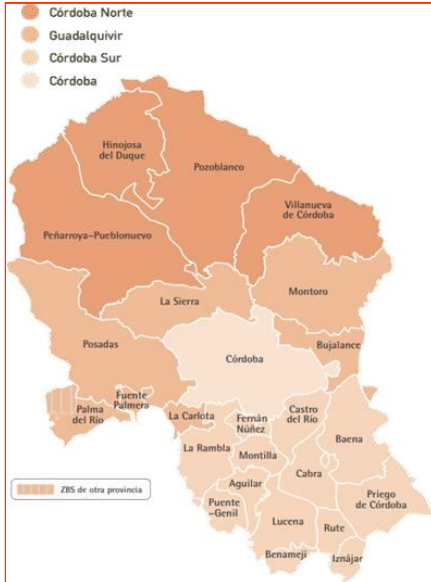 Córdoba Norte
Guadalquivir
Córdoba Sur
Córdoba
Hinojosa
del Duque
Pozoblanco
Villanueva
de Córdoba
Peñarroya-Pueblonuevo
La Sierra
Montoro
Posadas
Córdoba
Bujalance
Fuente
Palmera
Palma
del Río
La Carlota
Fernán
Núñez
Castro
del Río
Baena
La Rambla
Montilla
Cabra
Aguilar
Priego
de Córdoba
Puente
-Genil
Lucena
Rute
Benamejí
Iznájar
ZBS de otra provincia